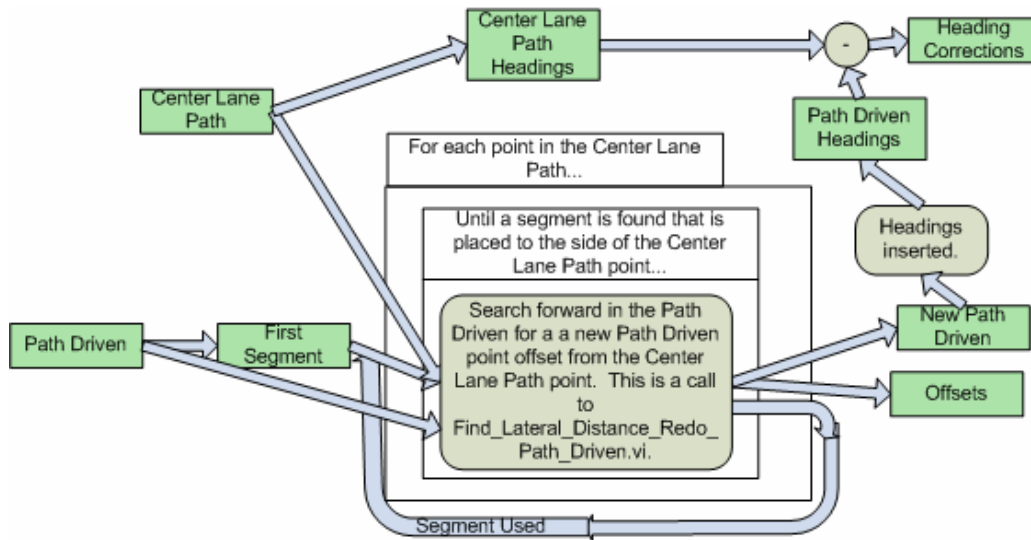 Center Lane
Path
Headings
-
Heading
Corrections
Center Lane
Path
Path Driven
Headings
For each point in the Center Lane
Path...
Until a segment is found that is
placed to the side of the Center
Lane Path point...
Headings
inserted.
Search forward in the Path
Driven for a a new Path Driven
point offset from the Center
Lane Path point. This is a call
to
Find_Lateral_Distance_Redo_
Path_Driven.vi.
Path Driven
First
Segment
New Path
Driven
Offsets
Segment Used